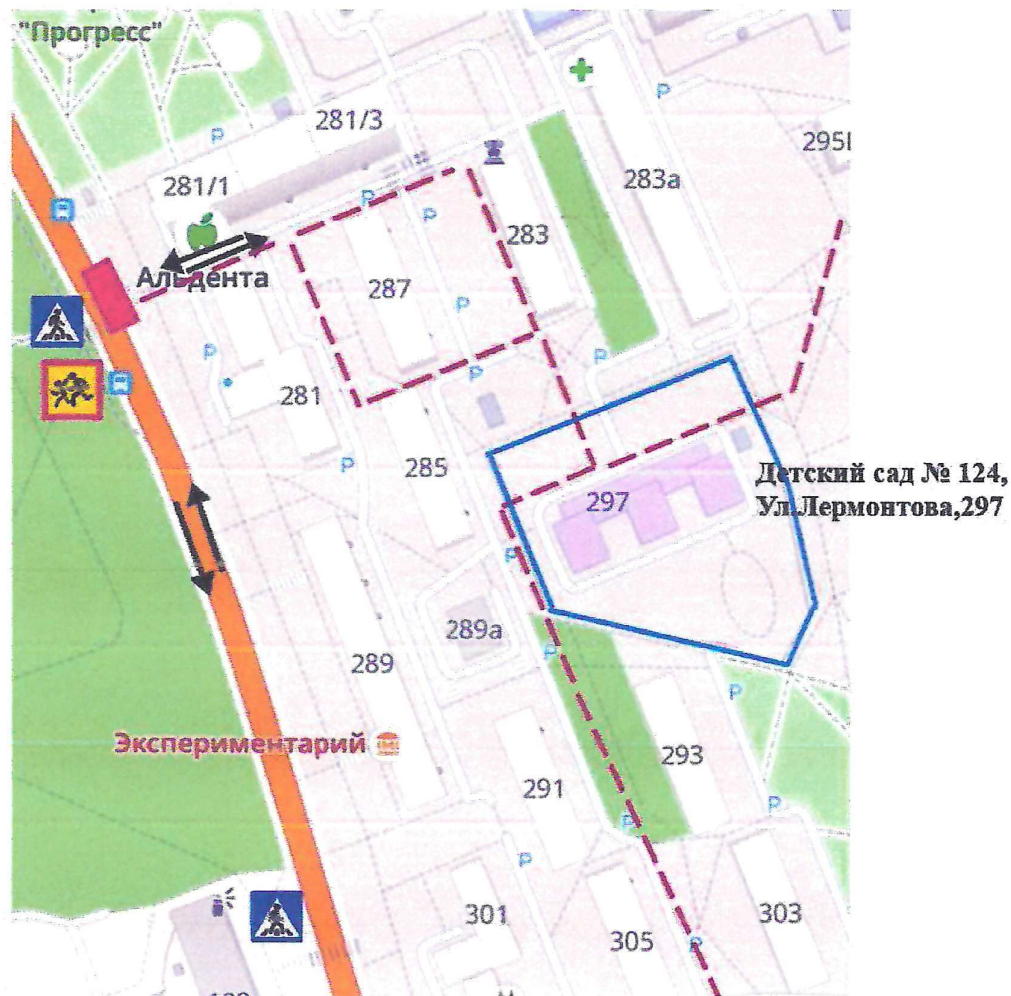 "Прогресс"
P
281/3
P
295
281/1
283а
P
P
283
Альдента
287
P
P
P
281
P
P
285
Детский сад № 124,
297
Ул.Лермонтова,297
P
289а
289
P
P
Экспериментарий
293
291
P
P
P
301
303
305
P